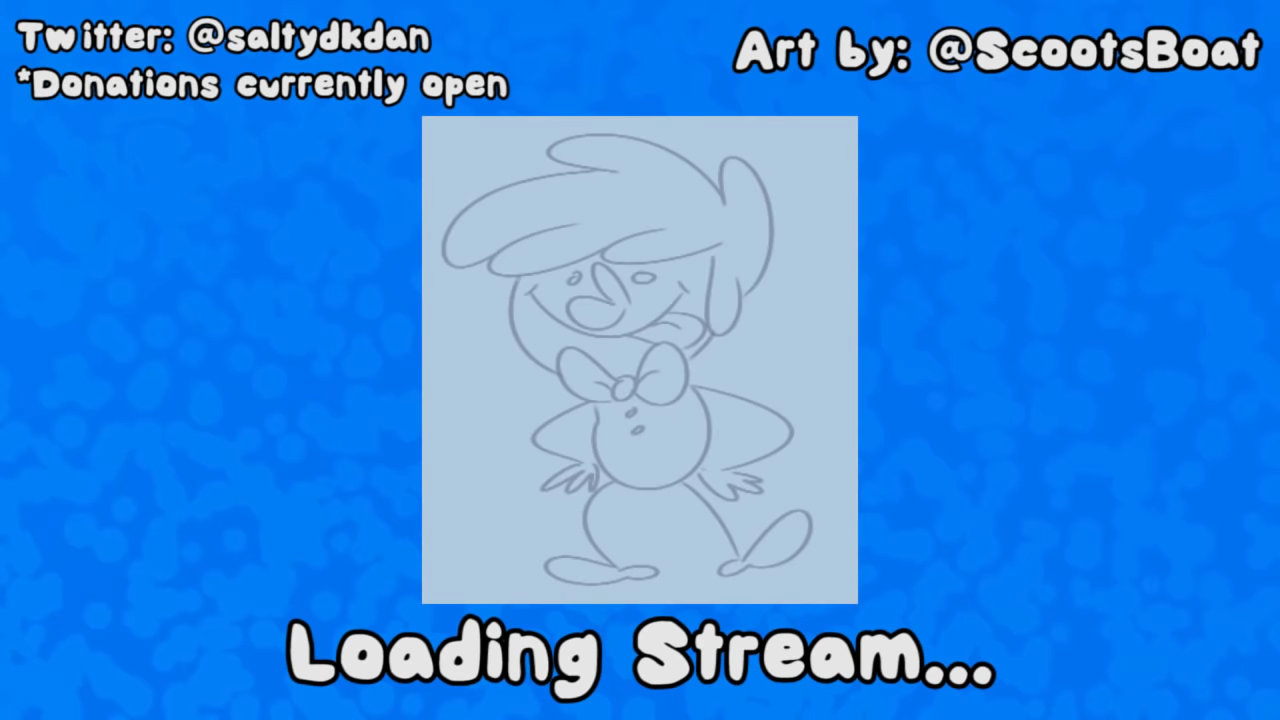 Twitter: @saltydkdan
*Donations currently open
Art by: @ScootsBoat
Loading Stream...